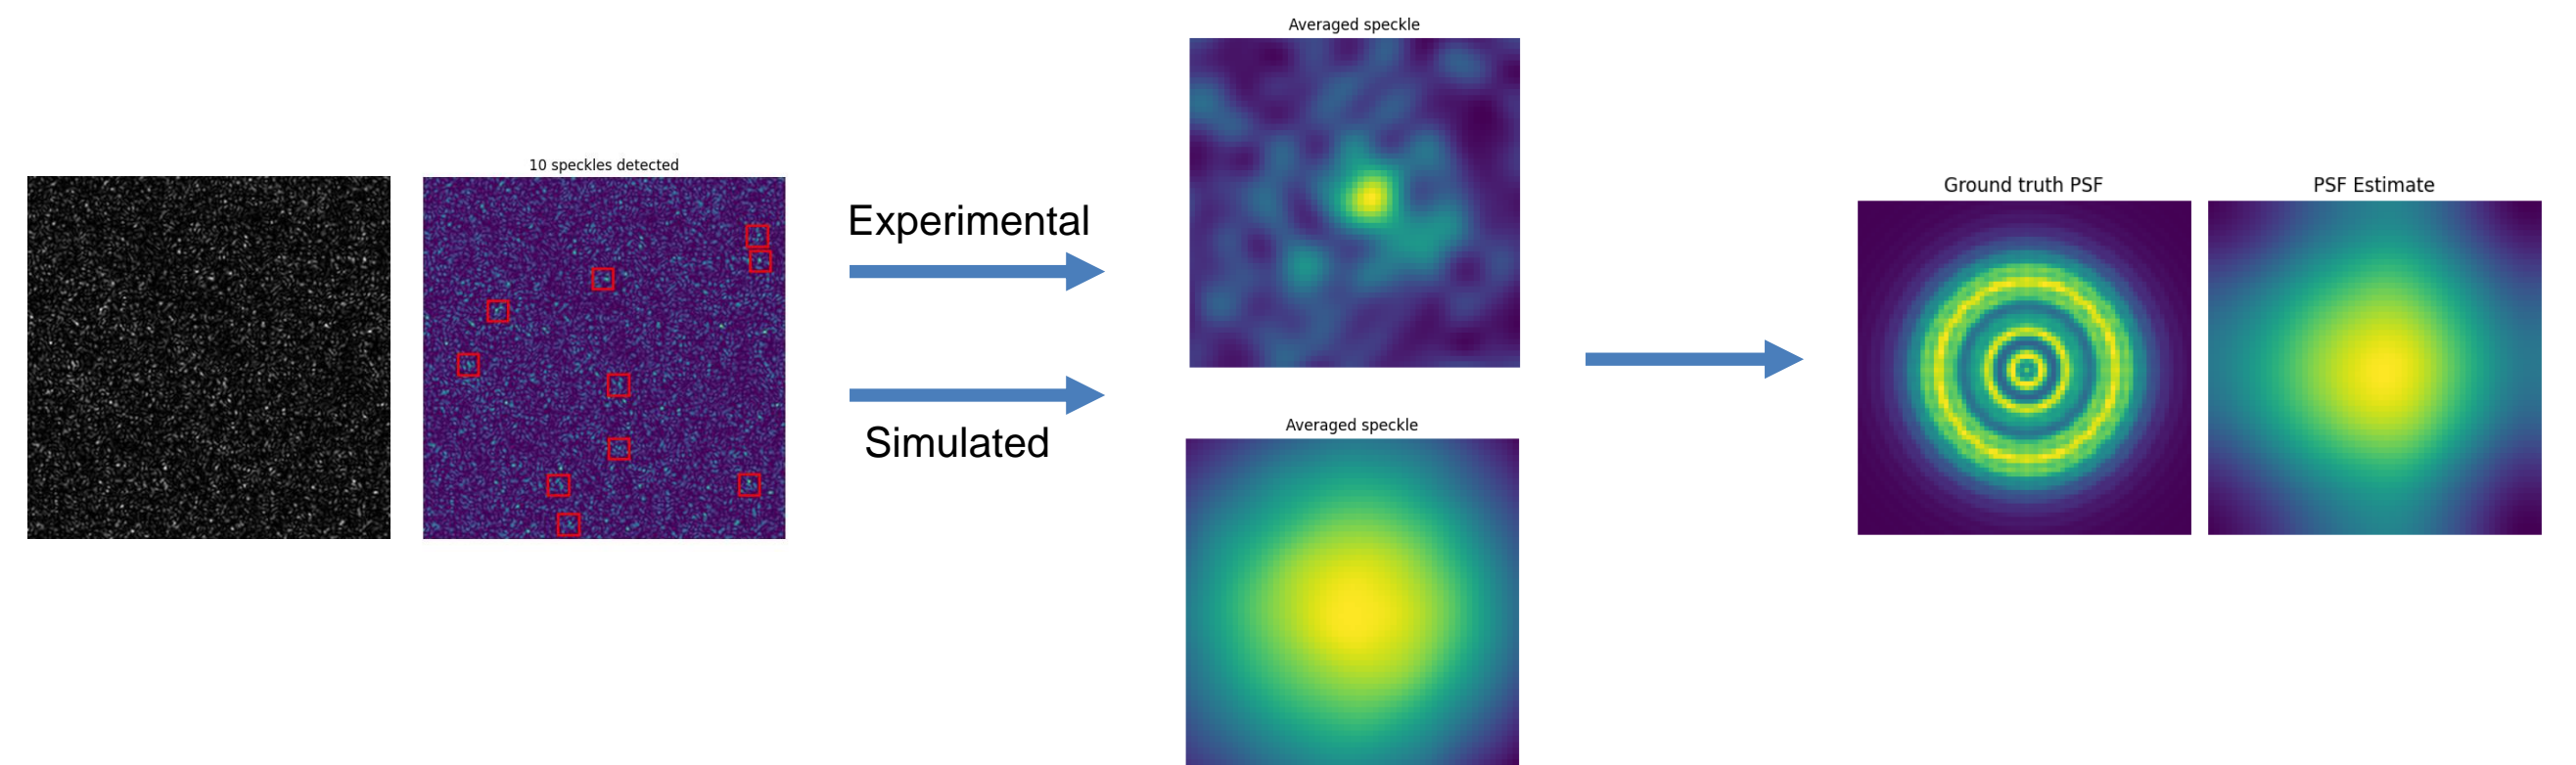 10 speckles detected
Experimental
Simulated
Averaged speckle
Averaged speckle
Ground truth PSF
PSF Estimate